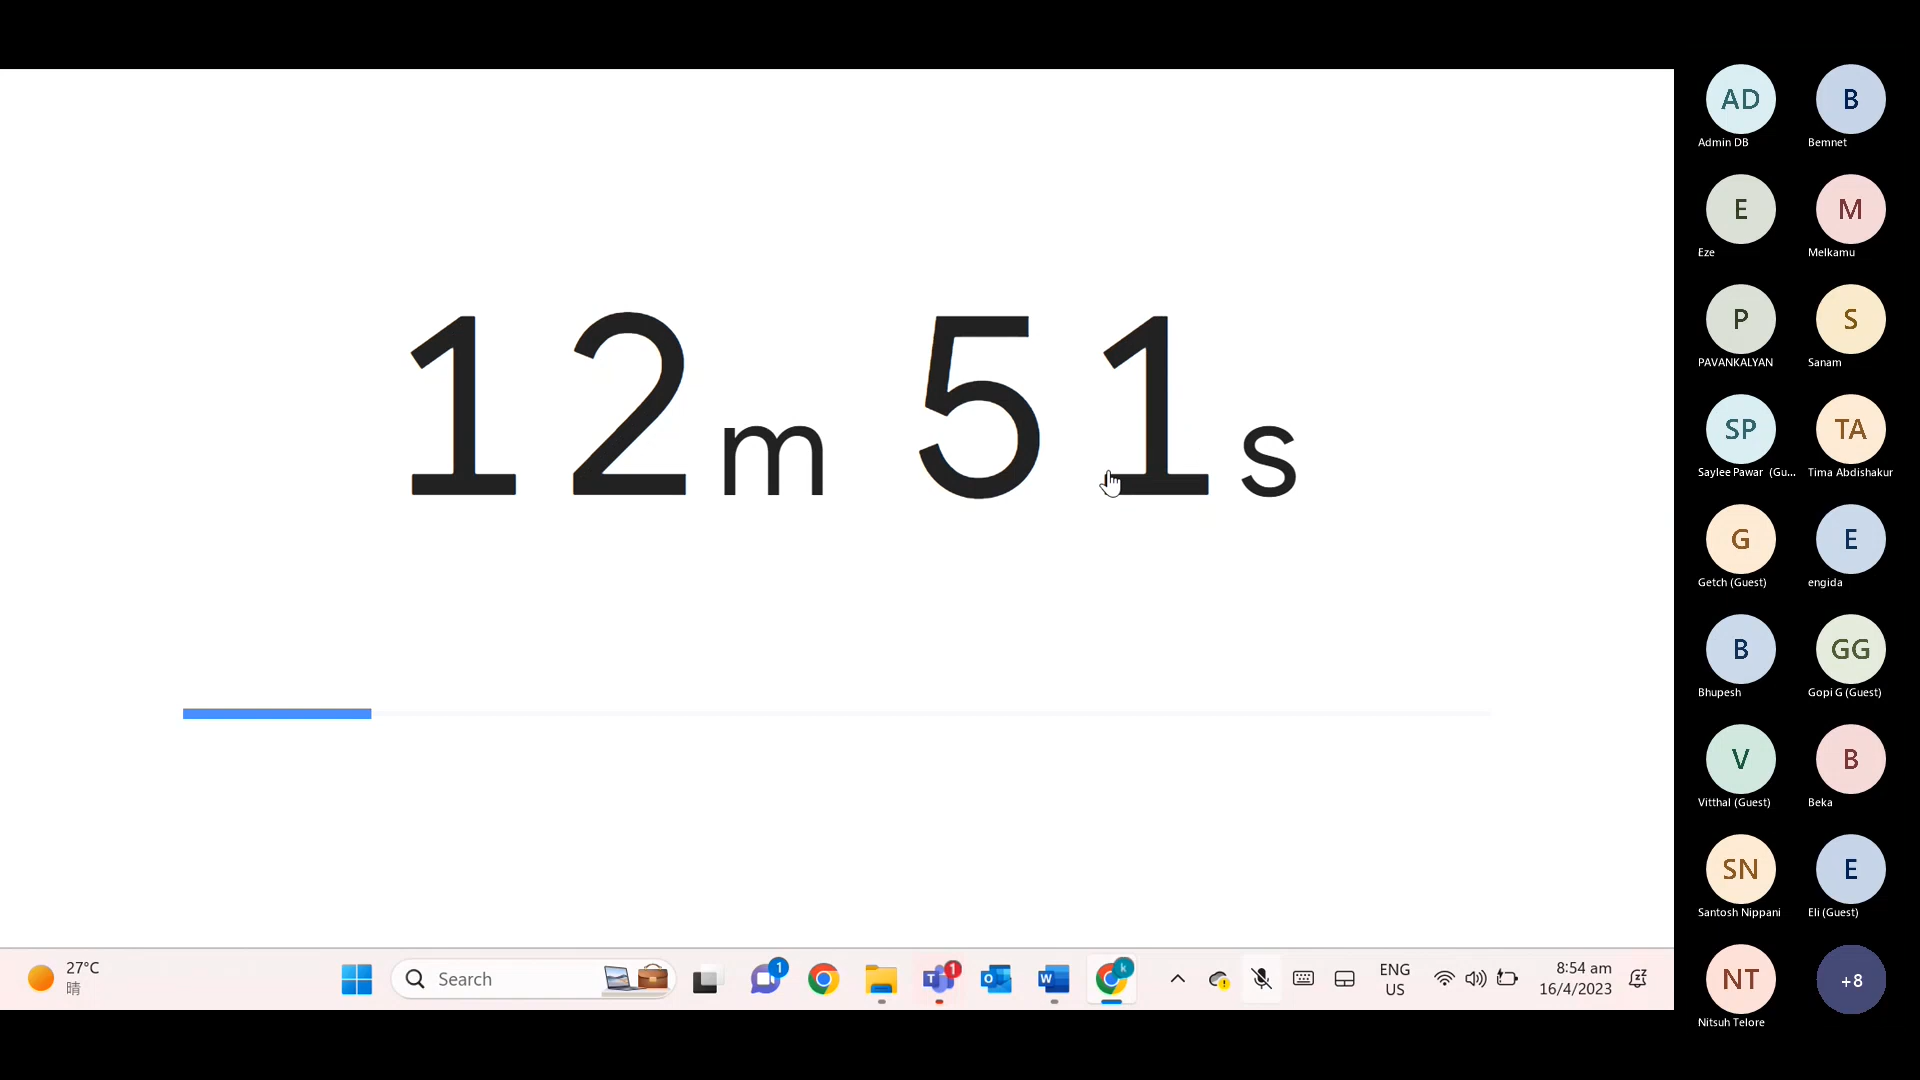 12m 51s
AD
Admin DB
B
Bemnet
E
Eze
M
Melkamu
P
PAVANKALYAN
S
Sanam
SP
Saylee Pawar (Gu...
TA
Tima Abdishakur
G
Getch (Guest)
E
engida
B
Bhupesh
GG
Gopi G (Guest)
V
Vitthal (Guest)
B
Beka
SN
Santosh Nippani
E
Eli (Guest)
NT
Nitsuh Telore
+8
27°C
晴
Search
1
T
1
O
W
k
ENG
US
8:54 am
16/4/2023